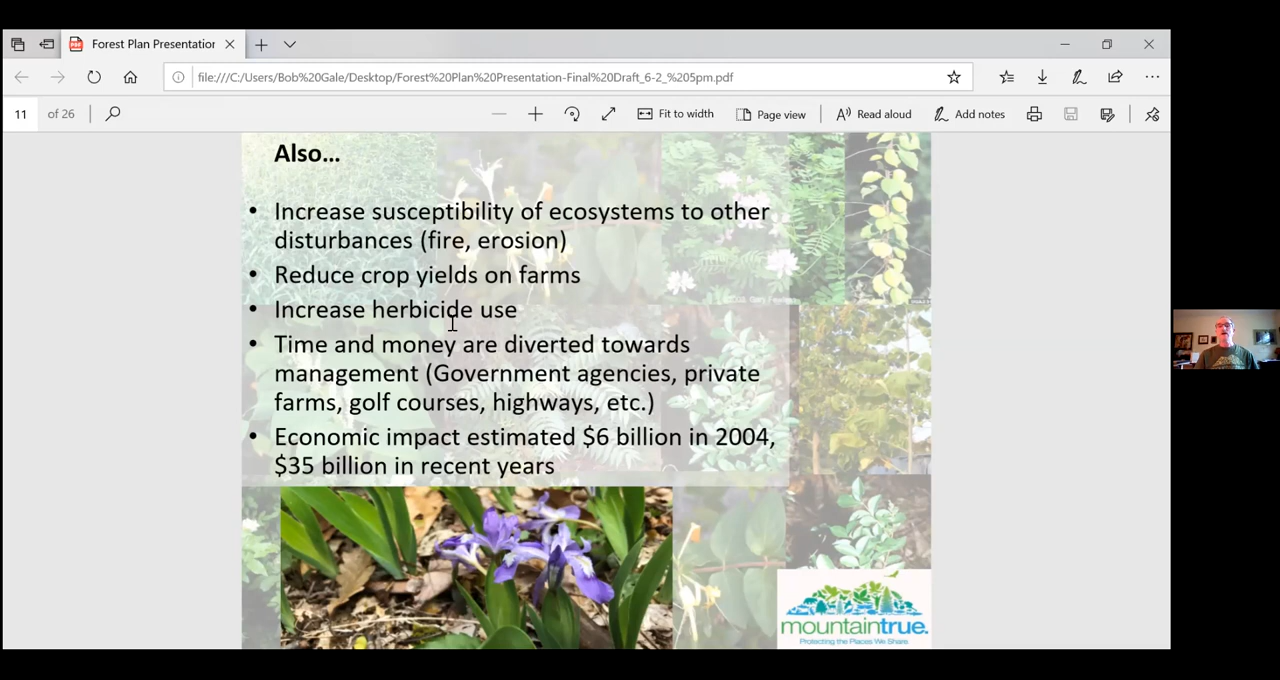 Forest Plan Presentation
file:///C:/Users/Bob%20Gale/Desktop/Forest%20Plan%20Presentation-Final%20Draft_6-2_%205pm.pdf
11 of 26
Fit to width
Page view
Read aloud
Add notes
Also...
• Increase susceptibility of ecosystems to other
disturbances (fire, erosion)
• Reduce crop yields on farms
• Increase herbicide use
• Time and money are diverted towards
management (Government agencies, private
farms, golf courses, highways, etc.)
• Economic impact estimated $6 billion in 2004,
$35 billion in recent years
mountaintrue.
Protecting the Places We Share